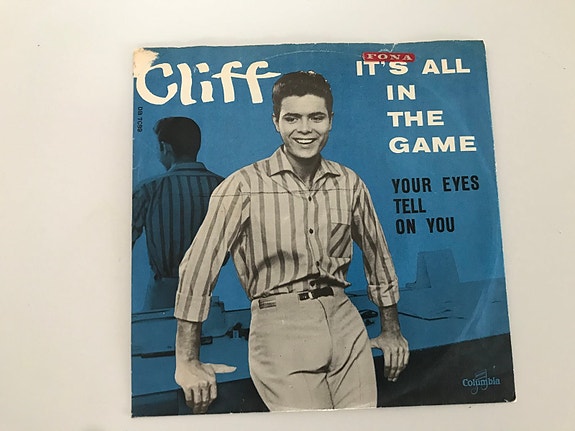 Cliff
FONA
IT'S ALL
IN
THE
GAME
YOUR EYES
TELL
ON YOU
Columbia